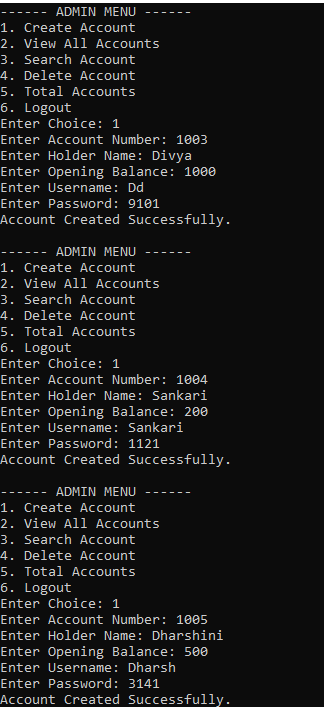 ------ ADMIN MENU ------
1. Create Account
2. View All Accounts
3. Search Account
4. Delete Account
5. Total Accounts
6. Logout
Enter Choice: 1
Enter Account Number: 1003
Enter Holder Name: Divya
Enter Opening Balance: 1000
Enter Username: Dd
Enter Password: 9101
Account Created Successfully.

------ ADMIN MENU ------
1. Create Account
2. View All Accounts
3. Search Account
4. Delete Account
5. Total Accounts
6. Logout
Enter Choice: 1
Enter Account Number: 1004
Enter Holder Name: Sankari
Enter Opening Balance: 200
Enter Username: Sankari
Enter Password: 1121
Account Created Successfully.

------ ADMIN MENU ------
1. Create Account
2. View All Accounts
3. Search Account
4. Delete Account
5. Total Accounts
6. Logout
Enter Choice: 1
Enter Account Number: 1005
Enter Holder Name: Dharshini
Enter Opening Balance: 500
Enter Username: Dharsh
Enter Password: 3141
Account Created Successfully.